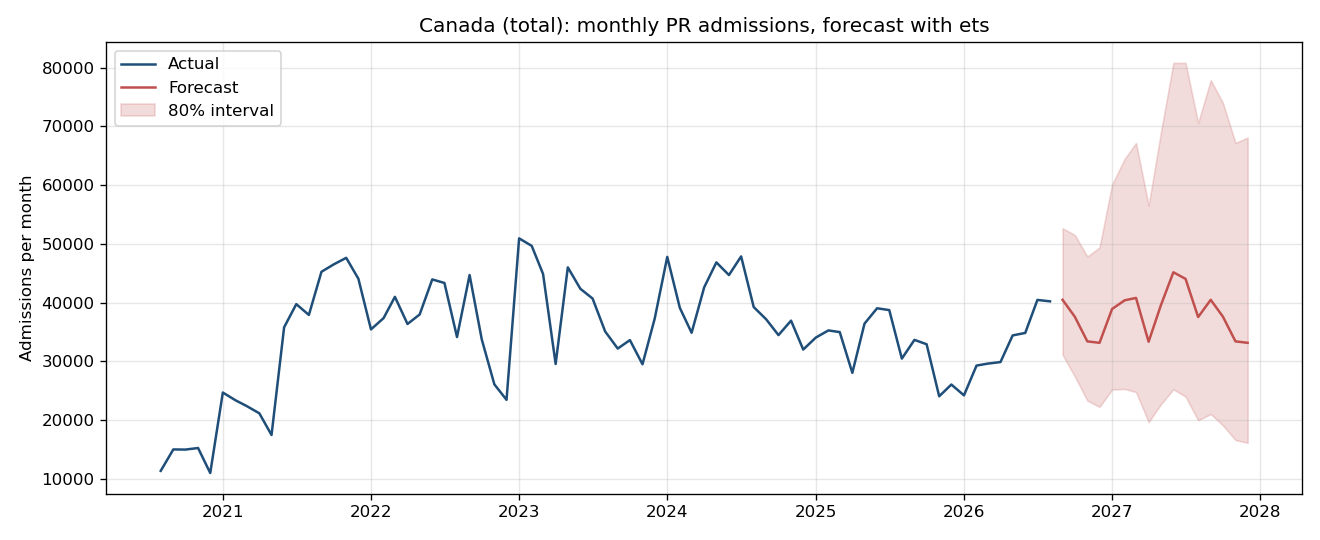 Canada (total): monthly PR admissions, forecast with ets
Actual
Forecast
80% interval
Admissions per month
80000
70000
60000
50000
40000
30000
20000
10000
2021 2022 2023 2024 2025 2026 2027 2028